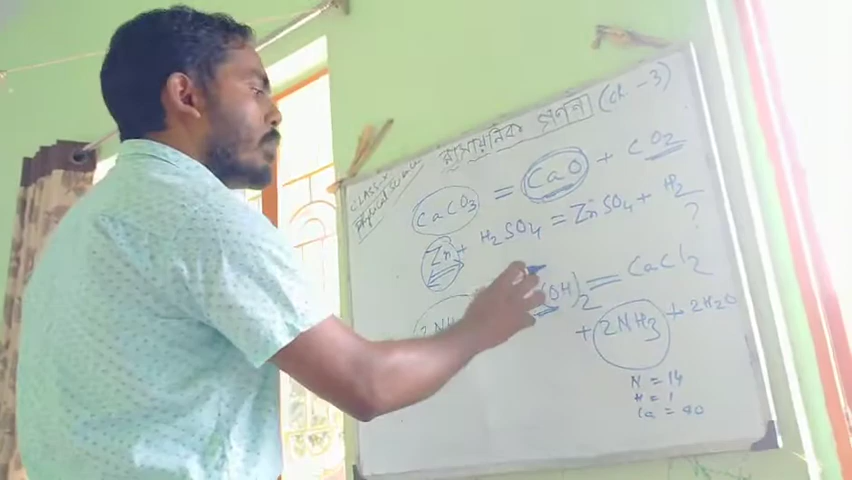 CLASS-X
Physical science
রাসায়নিক গণনা (ch-3)
CaCO3 = CaO + CO2
Zn + H2SO4 = ZnSO4 + H2
?
(OH)2 = CaCl2
+ 2NH3 + 2H2O
N = 14
H = 1
Ca = 40